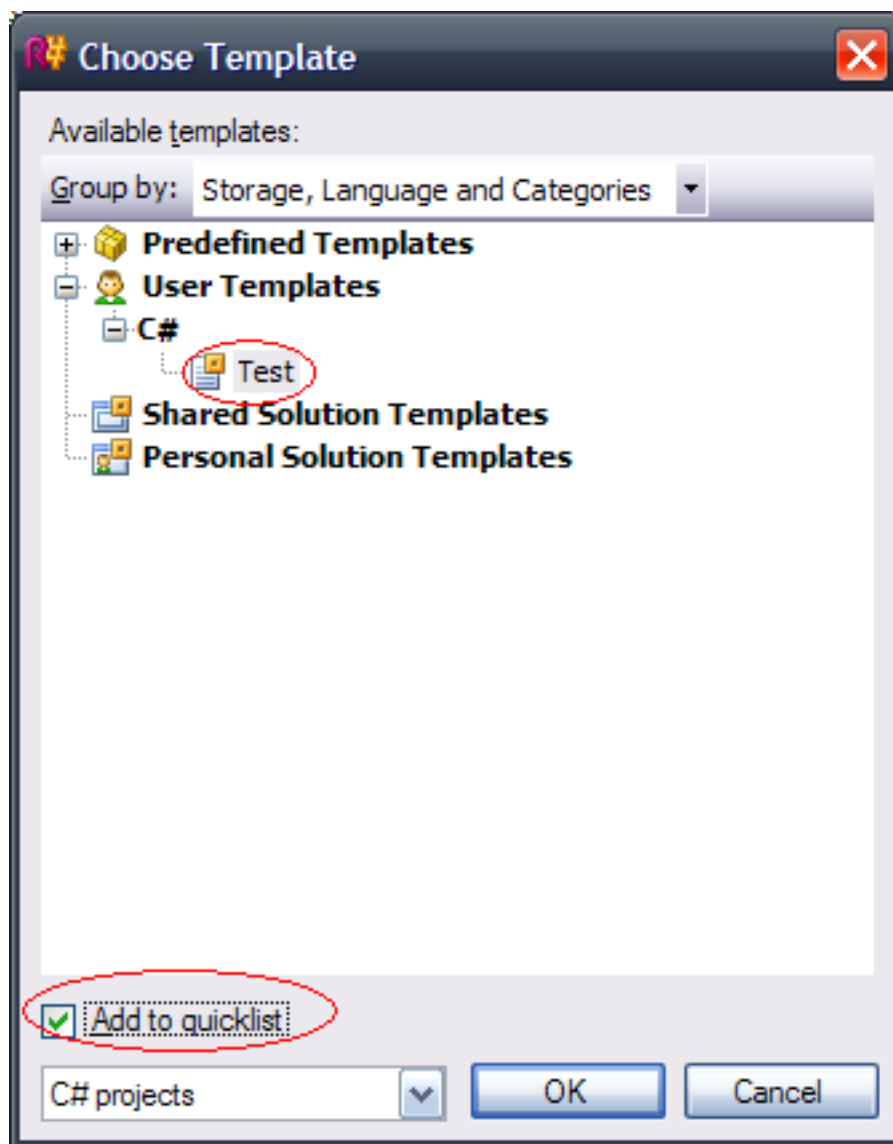 R# Choose Template
Available templates:
Group by: Storage, Language and Categories
Predefined Templates
User Templates
C#
Test
Shared Solution Templates
Personal Solution Templates
Add to quicklist
C# projects OK Cancel